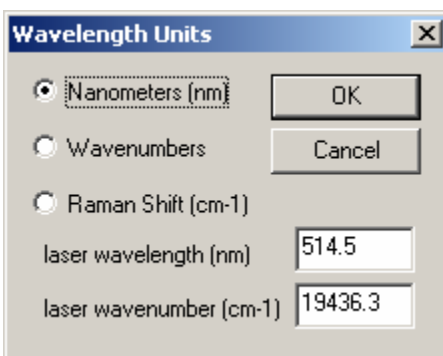 Wavelength Units
Nanometers (nm)
OK
Wavenumbers
Cancel
Raman Shift (cm-1)
laser wavelength (nm)
514.5
laser wavenumber (cm-1)
19436.3